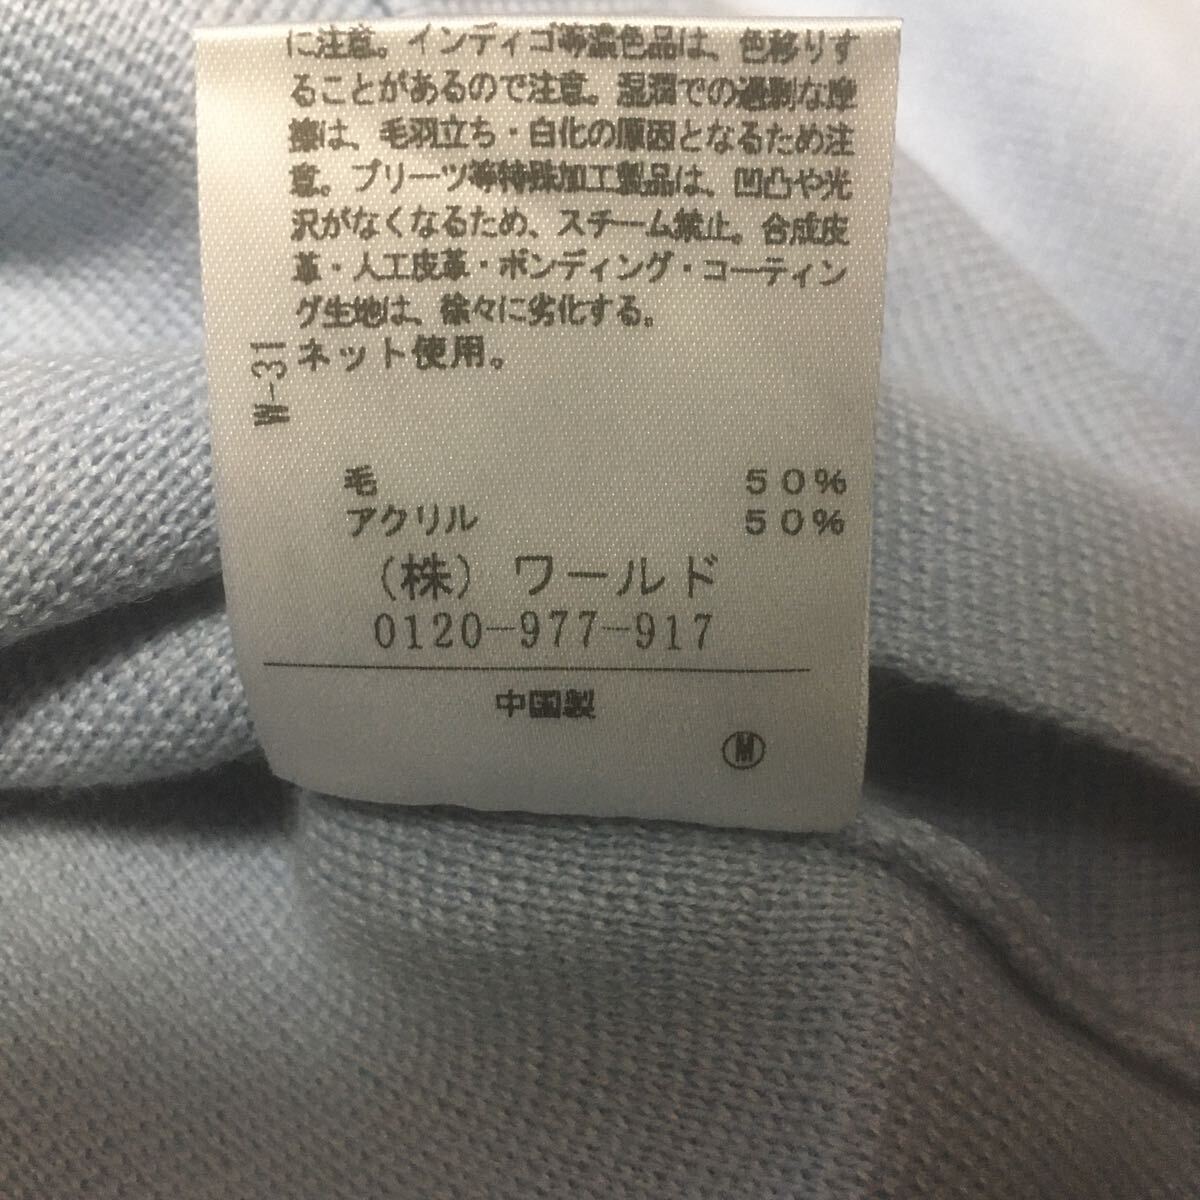 に注意。インディゴ等濃色品は、色移りす
ることがあるので注意。湿潤での過剰な摩
擦は、毛羽立ち・白化の原因となるため注
意。プリーツ等特殊加工製品は、凹凸や光
沢がなくなるため、スチーム禁止。合成皮
革・人工皮革・ボンディング・コーティン
グ生地は、徐々に劣化する。
ネット使用。
W-31
毛 50%
アクリル 50%
(株) ワールド
0120-977-917
中国製
M